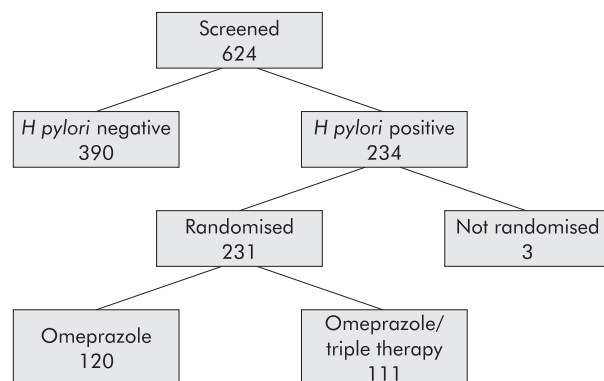 Screened
624
H pylori negative
390
H pylori positive
234
Randomised
231
Not randomised
3
Omeprazole
120
Omeprazole/
triple therapy
111